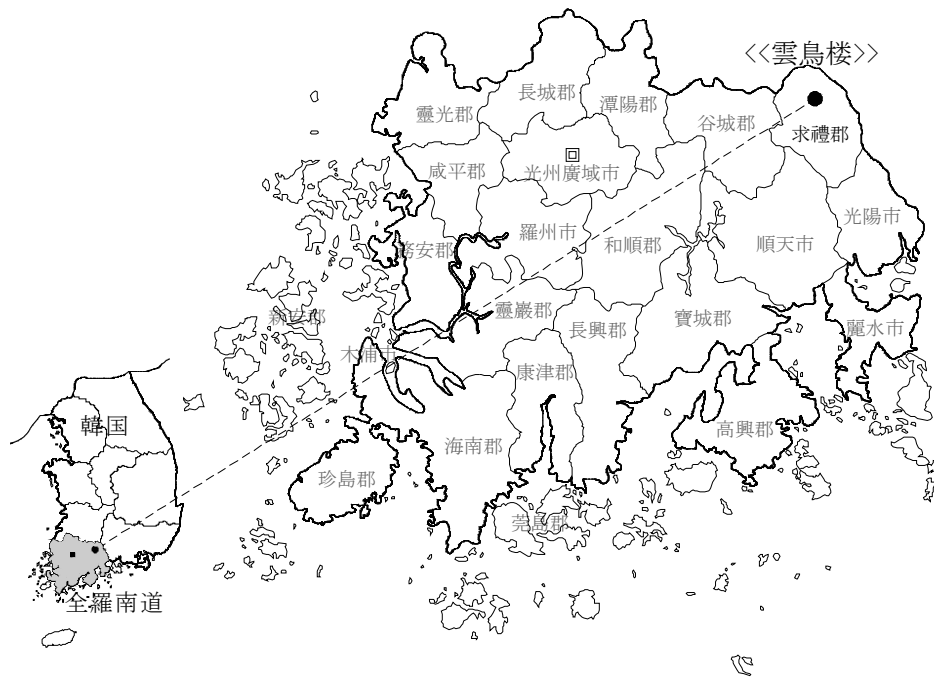 <<雲鳥楼>>
長城郡
潭陽郡
靈光郡
谷城郡
求禮郡
咸平郡
光州廣域市
光陽市
羅州市
和順郡
順天市
務安郡
新安郡
靈巖郡
長興郡
寶城郡
麗水市
木浦市
康津郡
韓国
高興郡
海南郡
珍島郡
莞島郡
全羅南道